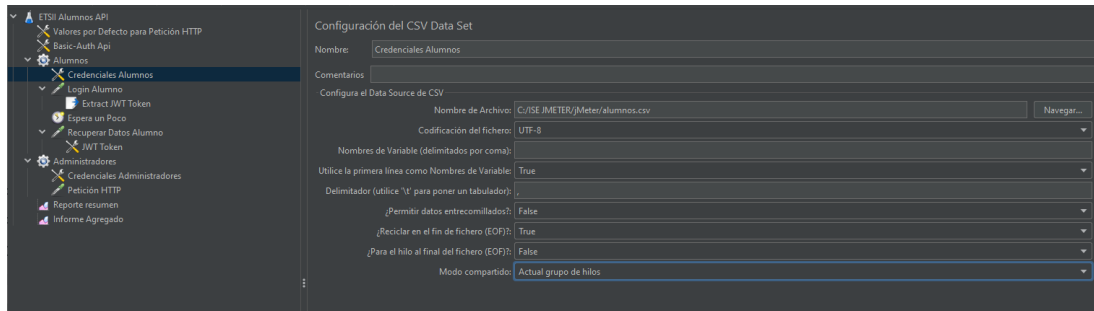 ETSII Alumnos API
Valores por Defecto para Petición HTTP
Basic-Auth Api
Alumnos
Credenciales Alumnos
Login Alumno
Extract JWT Token
Espera un Poco
Recuperar Datos Alumno
JWT Token
Administradores
Credenciales Administradores
Petición HTTP
Reporte resumen
Informe Agregado
Configuración del CSV Data Set
Nombre: Credenciales Alumnos
Comentarios
Configura el Data Source de CSV
Nombre de Archivo: C:/ISE JMETER/jMeter/alumnos.csv Navegar...
Codificación del fichero: UTF-8
Nombres de Variable (delimitados por coma):
Utilice la primera línea como Nombres de Variable: True
Delimitador (utilice '\t' para poner un tabulador): ,
¿Permitir datos entrecomillados?: False
¿Reciclar en el fin de fichero (EOF)?: True
¿Para el hilo al final del fichero (EOF)?: False
Modo compartido: Actual grupo de hilos